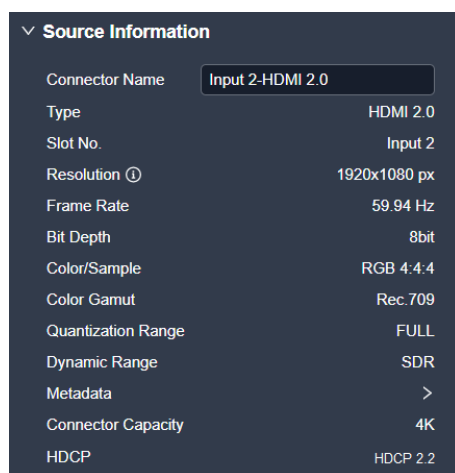 Source Information
Connector Name Input 2-HDMI 2.0
Type HDMI 2.0
Slot No. Input 2
Resolution 1920x1080 px
Frame Rate 59.94 Hz
Bit Depth 8bit
Color/Sample RGB 4:4:4
Color Gamut Rec.709
Quantization Range FULL
Dynamic Range SDR
Metadata >
Connector Capacity 4K
HDCP HDCP 2.2